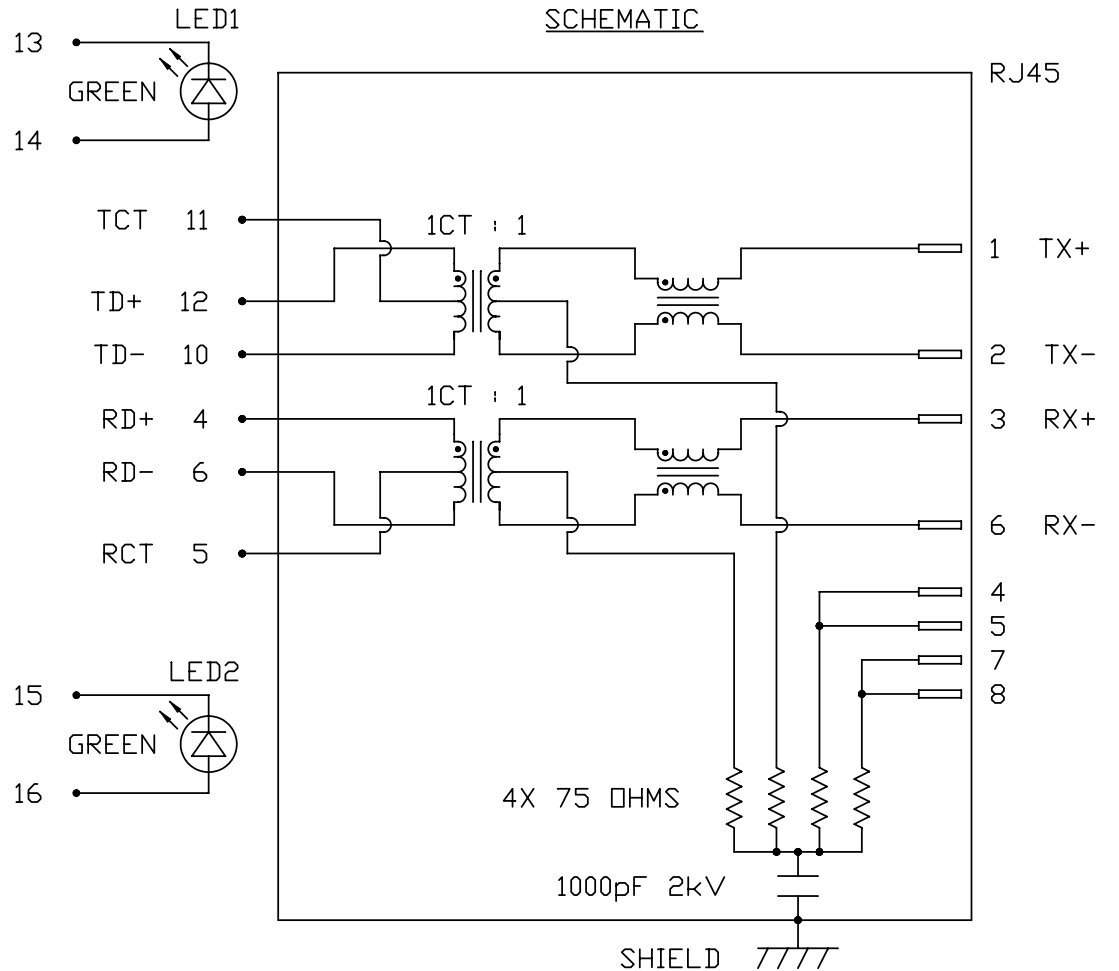 LED1
SCHEMATIC
13
RJ45
GREEN
14
TCT 11
1CT : 1
1 TX+
TD+ 12
TD- 10
2 TX-
1CT : 1
RD+ 4
3 RX+
RD- 6
6 RX-
RCT 5
4
5
7
LED2
15
8
GREEN
16
4X 75 OHMS
1000pF 2kV
SHIELD